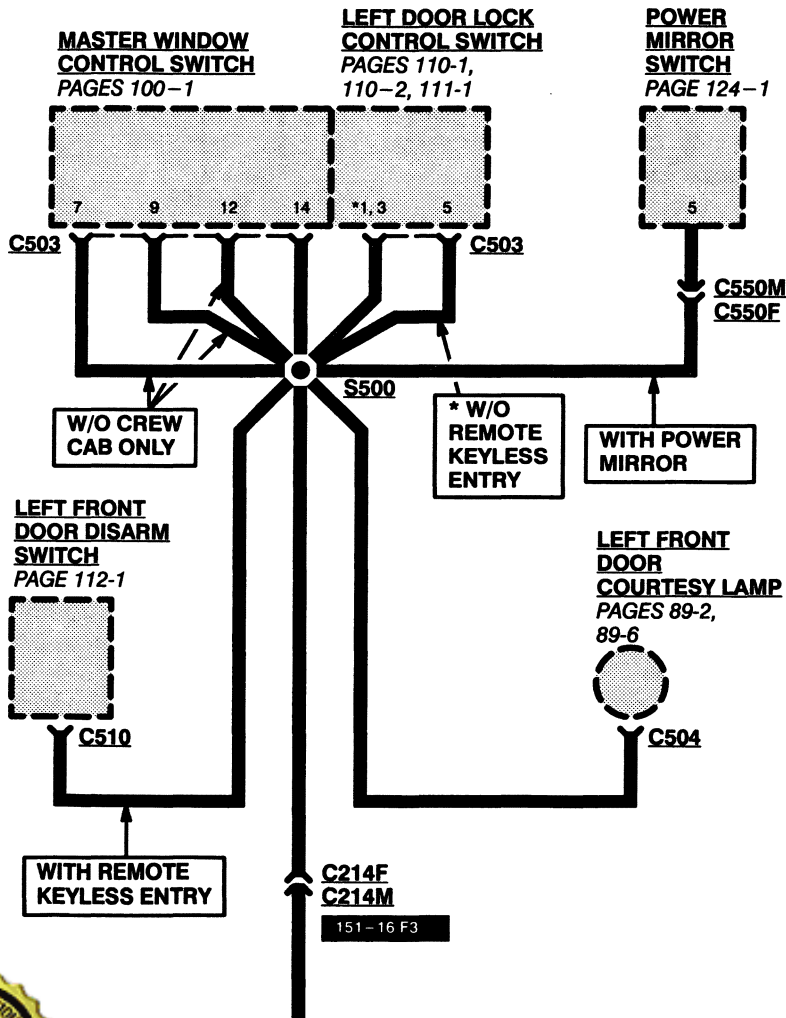 MASTER WINDOW
CONTROL SWITCH
PAGES 100–1
LEFT DOOR LOCK
CONTROL SWITCH
PAGES 110-1,
110–2, 111-1
POWER
MIRROR
SWITCH
PAGE 124–1
7
9
12
14
*1, 3
5
5
C503
C503
C550M
C550F
S500
W/O CREW
CAB ONLY
* W/O
REMOTE
KEYLESS
ENTRY
WITH POWER
MIRROR
LEFT FRONT
DOOR DISARM
SWITCH
PAGE 112-1
LEFT FRONT
DOOR
COURTESY LAMP
PAGES 89-2,
89-6
C510
C504
WITH REMOTE
KEYLESS ENTRY
C214F
C214M
151–16 F3